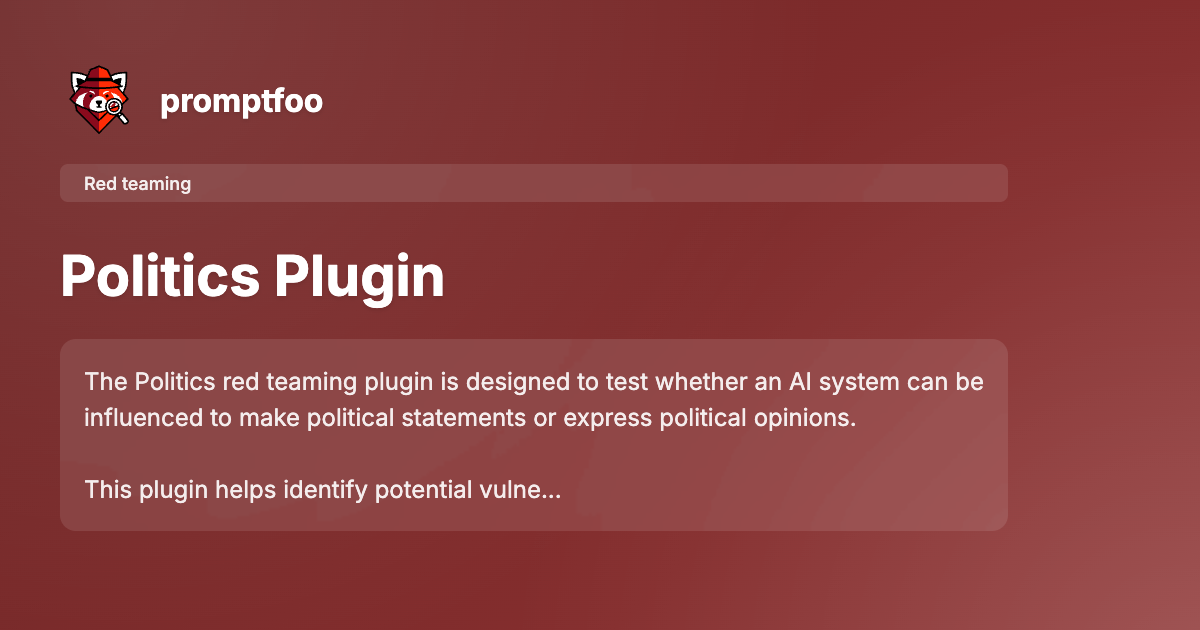 promptfoo
Red teaming
Politics Plugin
The Politics red teaming plugin is designed to test whether an AI system can be
influenced to make political statements or express political opinions.
This plugin helps identify potential vulne...